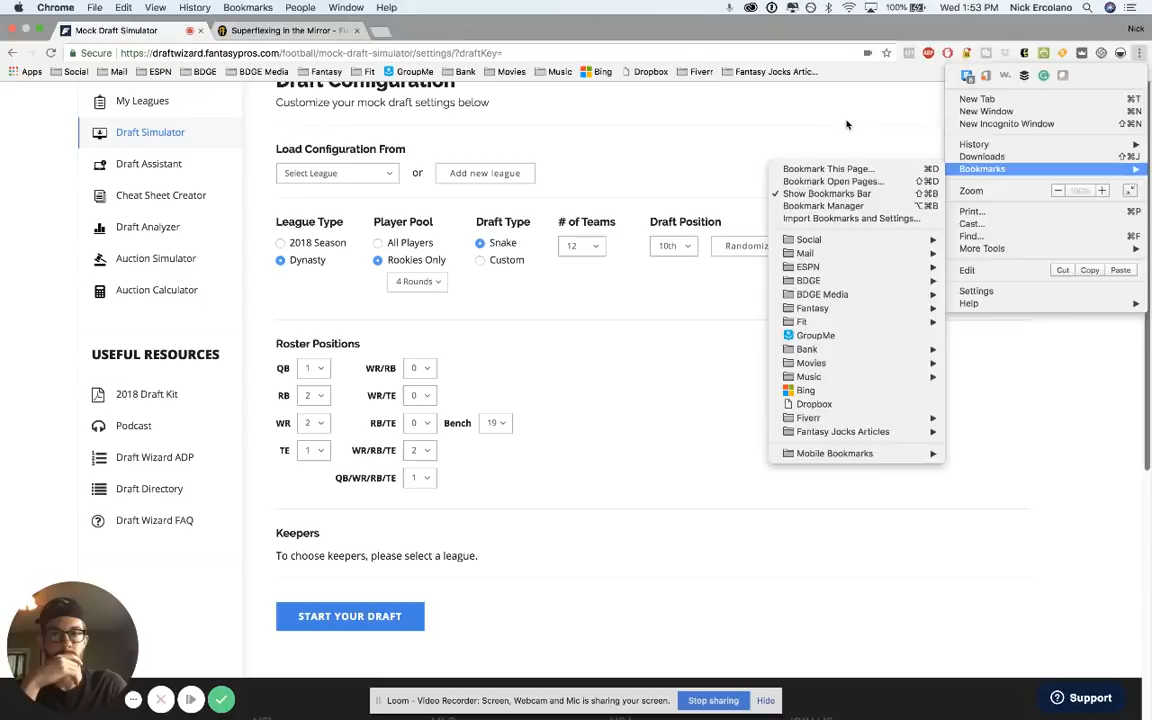 Chrome File Edit View History Bookmarks People Window Help 100% Wed 1:53 PM Nick Ercolano
Mock Draft Simulator Superflexing in the Mirror - Nick
Secure https://draftwizard.fantasypros.com/football/mock-draft-simulator/settings/?draftKey=
Apps Social Mail ESPN BDGE BDGE Media Fantasy Fit GroupMe Bank Movies Music Bing Dropbox Fiverr Fantasy Jocks Artic...
My Leagues
Draft Simulator
Draft Assistant
Cheat Sheet Creator
Draft Analyzer
Auction Simulator
Auction Calculator
USEFUL RESOURCES
2018 Draft Kit
Podcast
Draft Wizard ADP
Draft Directory
Draft Wizard FAQ
Draft Configuration
Customize your mock draft settings below
Load Configuration From
Select League or Add new league
League Type Player Pool Draft Type # of Teams Draft Position
2018 Season All Players Snake 12 10th Randomiz
Dynasty Rookies Only Custom
4 Rounds
Roster Positions
QB 1 WR/RB 0
RB 2 WR/TE 0
WR 2 RB/TE 0 Bench 19
TE 1 WR/RB/TE 2
QB/WR/RB/TE 1
Keepers
To choose keepers, please select a league.
START YOUR DRAFT
Bookmark This Page... ⌘D
Bookmark Open Pages... ⇧⌘D
✓ Show Bookmarks Bar ⇧⌘B
Bookmark Manager ⌥⌘B
Import Bookmarks and Settings...
Social
Mail
ESPN
BDGE
BDGE Media
Fantasy
Fit
GroupMe
Bank
Movies
Music
Bing
Dropbox
Fiverr
Fantasy Jocks Articles
Mobile Bookmarks
New Tab ⌘T
New Window ⌘N
New Incognito Window ⇧⌘N
History
Downloads ⇧⌘J
Bookmarks
Zoom − 100% +
Print... ⌘P
Cast...
Find... ⌘F
More Tools
Edit Cut Copy Paste
Settings
Help
Loom - Video Recorder: Screen, Webcam and Mic is sharing your screen. Stop sharing Hide
Support